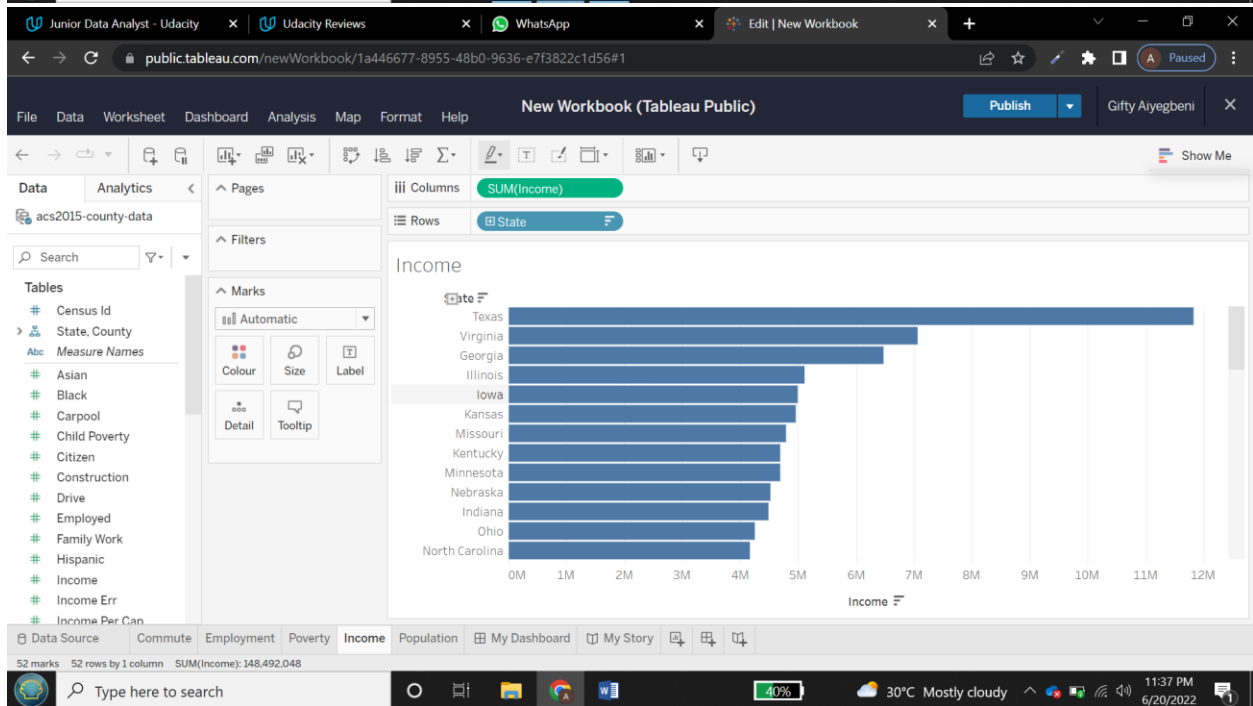 Junior Data Analyst - Udacity
Udacity Reviews
WhatsApp
Edit | New Workbook
public.tableau.com/newWorkbook/1a446677-8955-48b0-9636-e7f3822c1d56#1
A Paused
New Workbook (Tableau Public)
Publish
Gifty Aiyegbeni
File Data Worksheet Dashboard Analysis Map Format Help
Show Me
Data Analytics
Pages
Columns SUM(Income)
acs2015-county-data
Rows State
Filters
Search
Income
Tables
Marks
State
# Census Id
Automatic
Texas
State, County
Virginia
Abc Measure Names
Colour Size Label
Georgia
# Asian
Illinois
# Black
Iowa
# Carpool
Detail Tooltip
Kansas
# Child Poverty
Missouri
# Citizen
Kentucky
# Construction
Minnesota
# Drive
Nebraska
# Employed
Indiana
# Family Work
Ohio
# Hispanic
North Carolina
# Income
0M 1M 2M 3M 4M 5M 6M 7M 8M 9M 10M 11M 12M
# Income Err
Income
# Income Per Cap
Data Source Commute Employment Poverty Income Population My Dashboard My Story
52 marks 52 rows by 1 column SUM(Income): 148,492,048
Type here to search
40%
30°C Mostly cloudy
11:37 PM
6/20/2022
1